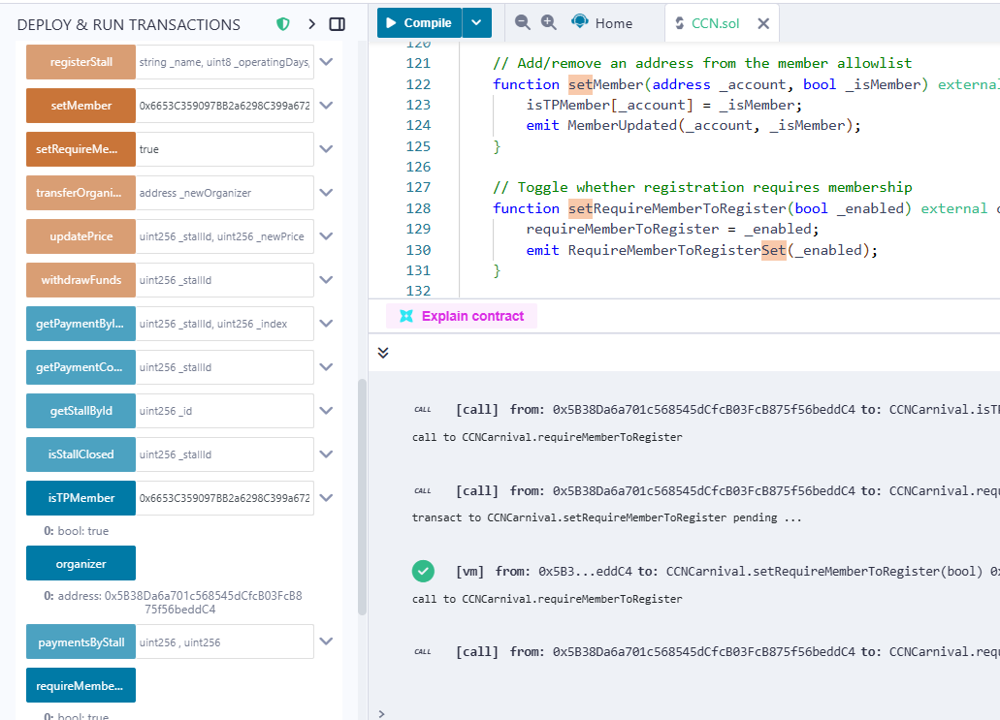 DEPLOY & RUN TRANSACTIONS
registerStall string _name, uint8 _operatingDays,
setMember 0x6653C359097BB2a6298C399a672
setRequireMe... true
transferOrgani... address _newOrganizer
updatePrice uint256 _stallId, uint256 _newPrice
withdrawFunds uint256 _stallId
getPaymentByI... uint256 _stallId, uint256 _index
getPaymentCo... uint256 _stallId
getStallById uint256 _id
isStallClosed uint256 _stallId
isTPMember 0x6653C359097BB2a6298C399a672
0: bool: true
organizer
0: address: 0x5B38Da6a701c568545dCfcB03FcB8
75f56beddC4
paymentsByStall uint256 , uint256
requireMembe...
0: bool: true
Compile Home CCN.sol
120
121 // Add/remove an address from the member allowlist
122 function setMember(address _account, bool _isMember) external
123 isTPMember[_account] = _isMember;
124 emit MemberUpdated(_account, _isMember);
125 }
126
127 // Toggle whether registration requires membership
128 function setRequireMemberToRegister(bool _enabled) external o
129 requireMemberToRegister = _enabled;
130 emit RequireMemberToRegisterSet(_enabled);
131 }
132
Explain contract
CALL [call] from: 0x5B38Da6a701c568545dCfcB03FcB875f56beddC4 to: CCNCarnival.isTP
call to CCNCarnival.requireMemberToRegister
CALL [call] from: 0x5B38Da6a701c568545dCfcB03FcB875f56beddC4 to: CCNCarnival.requ
transact to CCNCarnival.setRequireMemberToRegister pending ...
[vm] from: 0x5B3...eddC4 to: CCNCarnival.setRequireMemberToRegister(bool) 0x
call to CCNCarnival.requireMemberToRegister
CALL [call] from: 0x5B38Da6a701c568545dCfcB03FcB875f56beddC4 to: CCNCarnival.requ
>